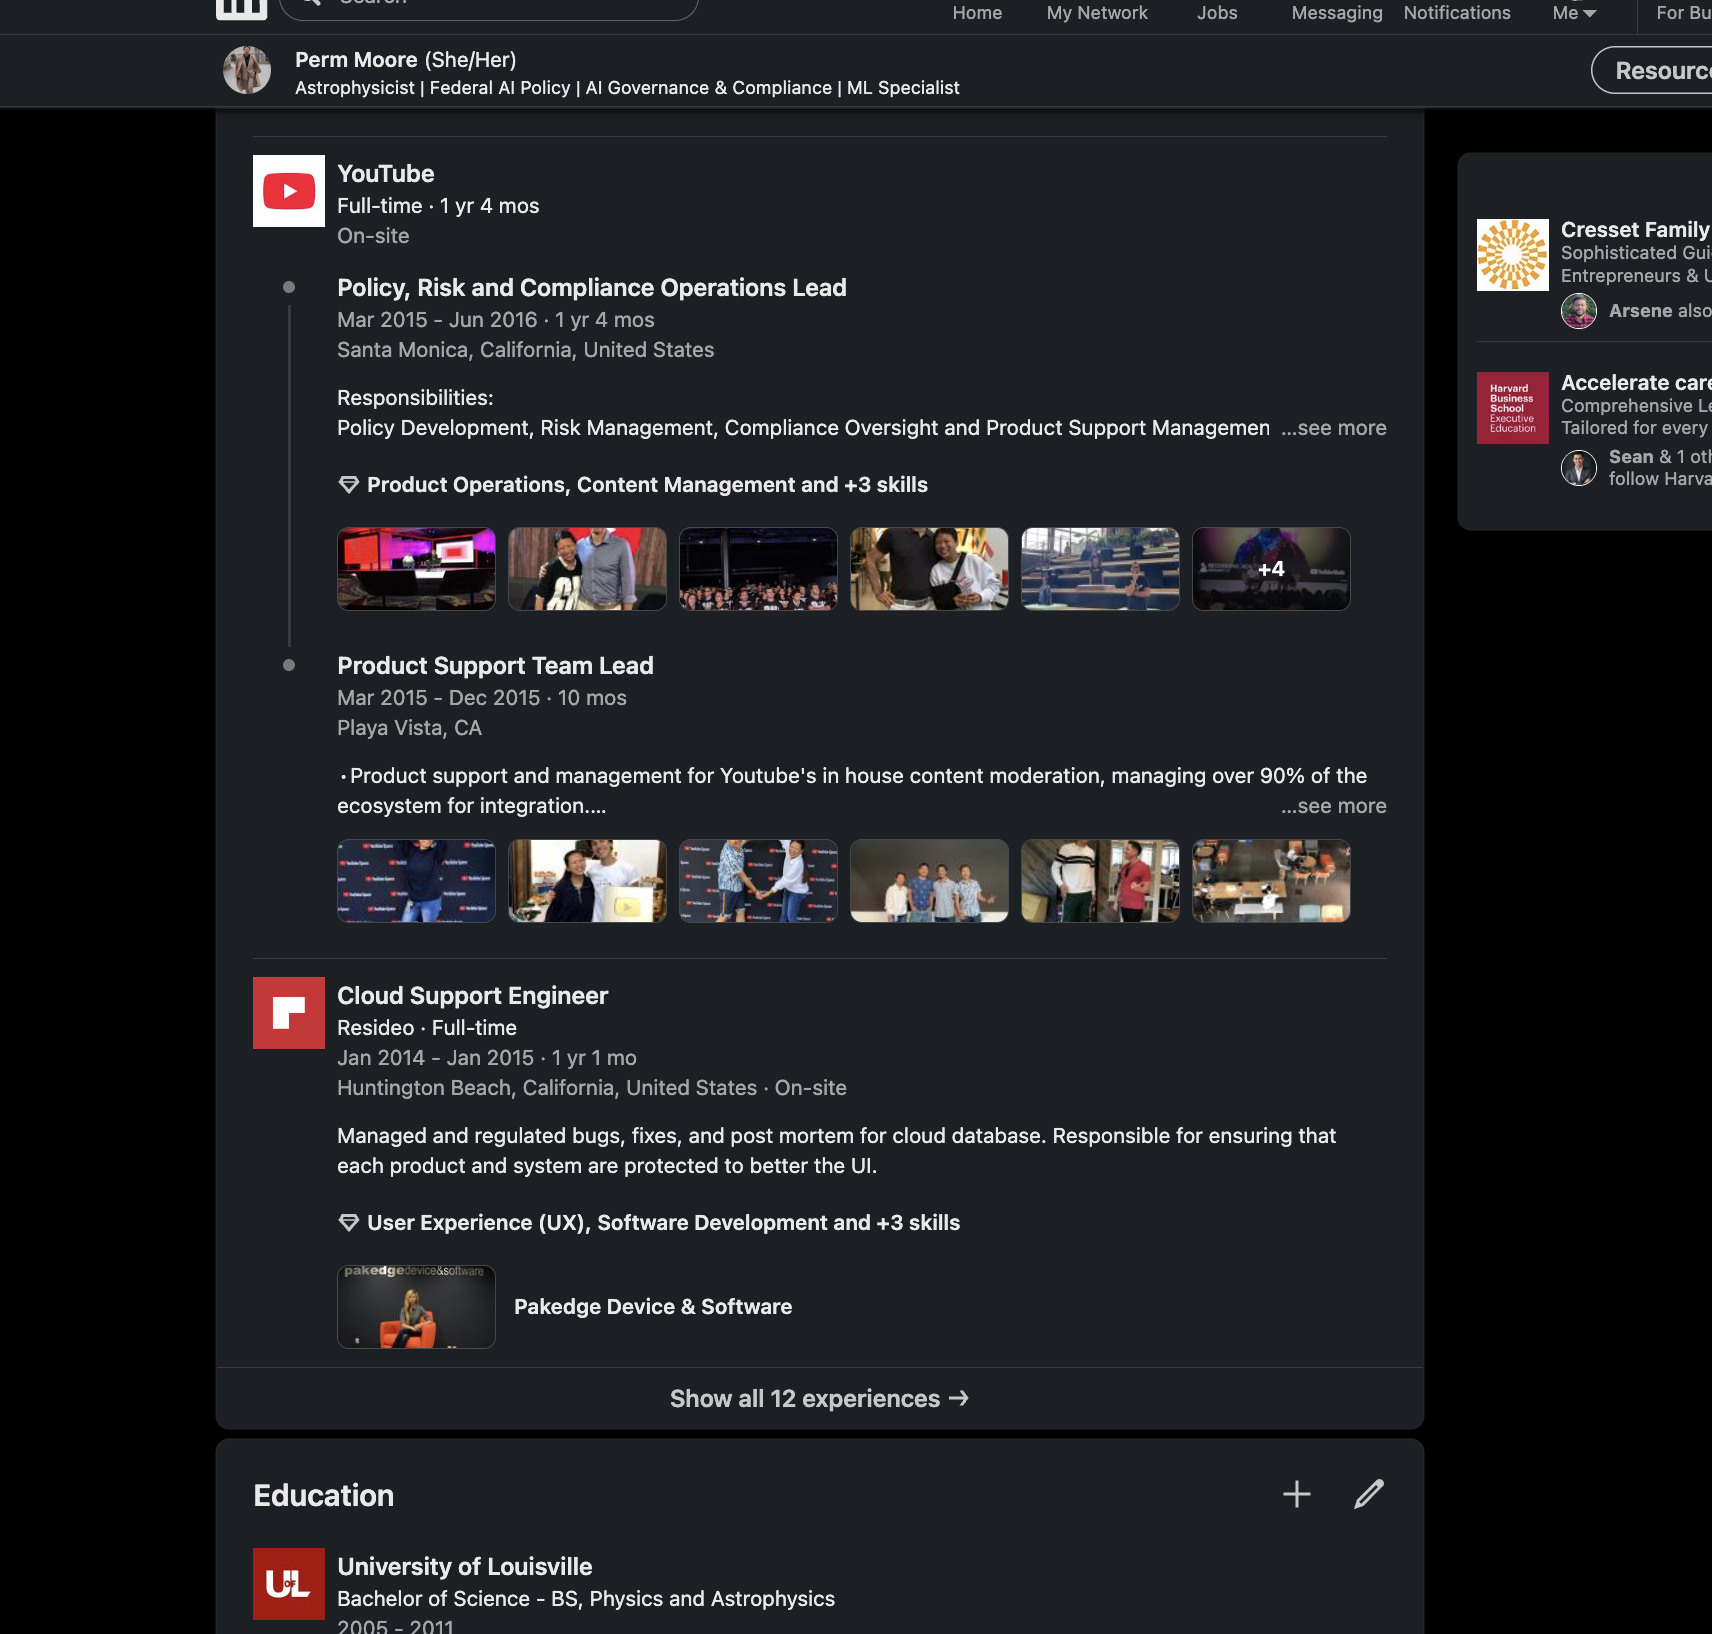 Home
My Network
Jobs
Messaging
Notifications
Me
For Bu
Perm Moore (She/Her)
Astrophysicist | Federal AI Policy | AI Governance & Compliance | ML Specialist
Resourc
YouTube
Full-time · 1 yr 4 mos
On-site
Policy, Risk and Compliance Operations Lead
Mar 2015 - Jun 2016 · 1 yr 4 mos
Santa Monica, California, United States
Responsibilities:
Policy Development, Risk Management, Compliance Oversight and Product Support Managemen ...see more
Product Operations, Content Management and +3 skills
+4
Product Support Team Lead
Mar 2015 - Dec 2015 · 10 mos
Playa Vista, CA
•Product support and management for Youtube's in house content moderation, managing over 90% of the
ecosystem for integration.... ...see more
Cloud Support Engineer
Resideo · Full-time
Jan 2014 - Jan 2015 · 1 yr 1 mo
Huntington Beach, California, United States · On-site
Managed and regulated bugs, fixes, and post mortem for cloud database. Responsible for ensuring that
each product and system are protected to better the UI.
User Experience (UX), Software Development and +3 skills
pakedgedevice&software
Pakedge Device & Software
Show all 12 experiences →
Education
UofL
University of Louisville
Bachelor of Science - BS, Physics and Astrophysics
2005 - 2011
Cresset Family
Sophisticated Gui
Entrepreneurs & U
Arsene also
Harvard
Business
School
Executive
Education
Accelerate care
Comprehensive Le
Tailored for every
Sean & 1 oth
follow Harva